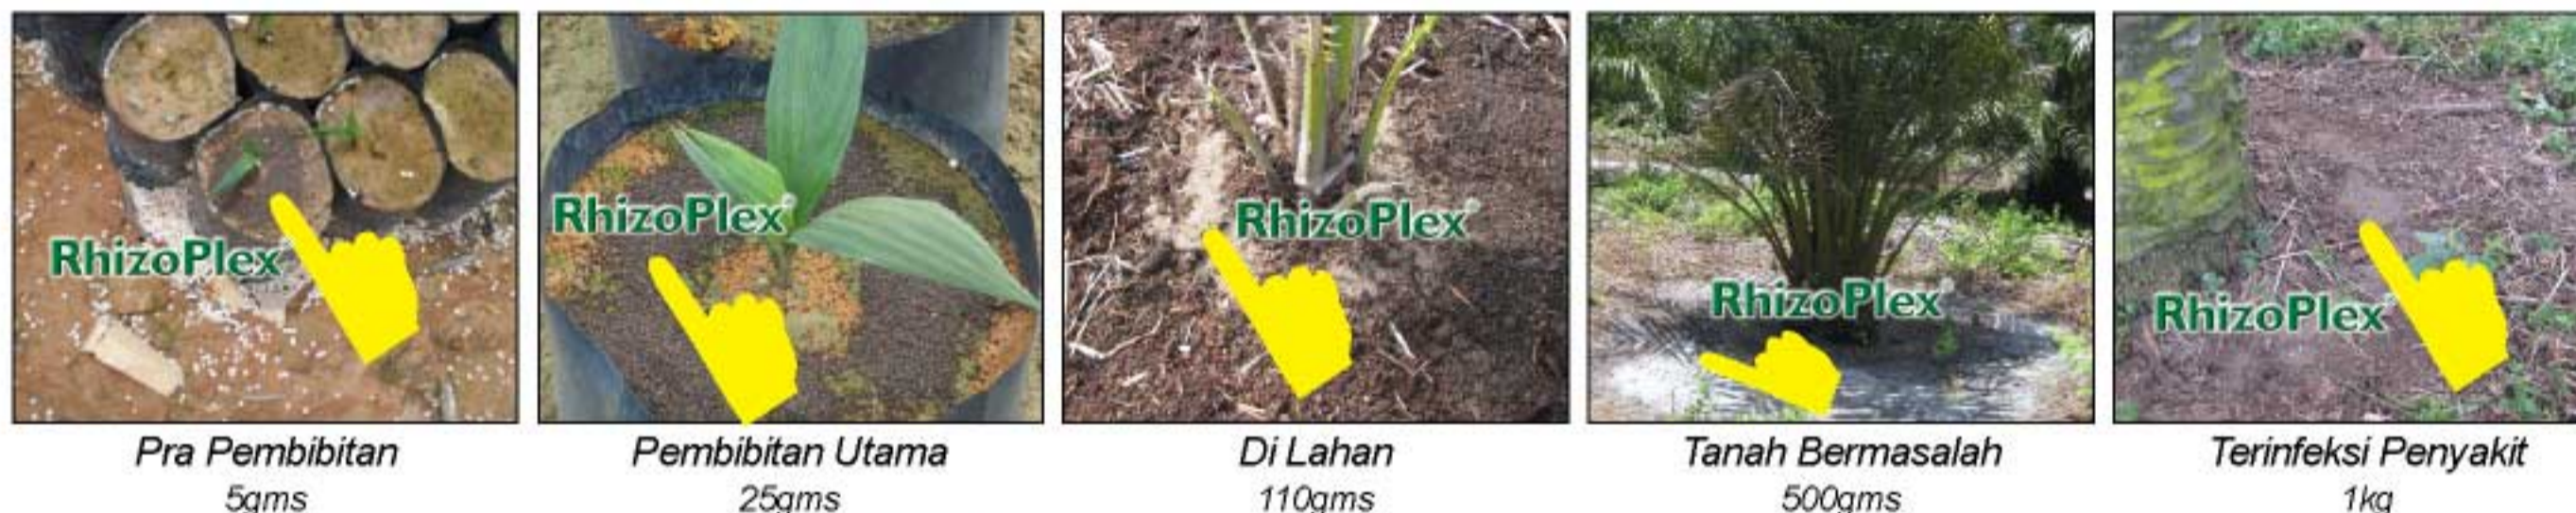 RhizoPlex
RhizoPlex
RhizoPlex
RhizoPlex
RhizoPlex
Pra Pembibitan
5gms
Pembibitan Utama
25gms
Di Lahan
110gms
Tanah Bermasalah
500gms
Terinfeksi Penyakit
1kg